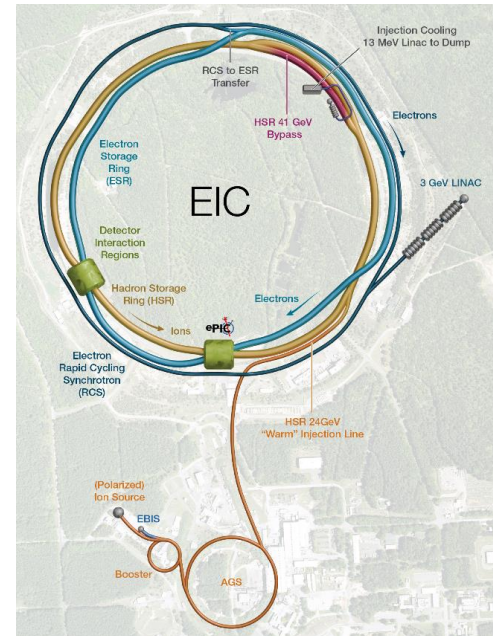 Injection Cooling
13 MeV Linac to Dump
RCS to ESR
Transfer
HSR 41 GeV
Bypass
Electrons
Electron
Storage
Ring
(ESR)
3 GeV LINAC
EIC
Detector
Interaction
Regions
Hadron Storage
Ring (HSR)
Electrons
Ions
ePIC
Electron
Rapid Cycling
Synchrotron
(RCS)
HSR 24GeV
“Warm” Injection Line
(Polarized)
Ion Source
EBIS
Booster
AGS